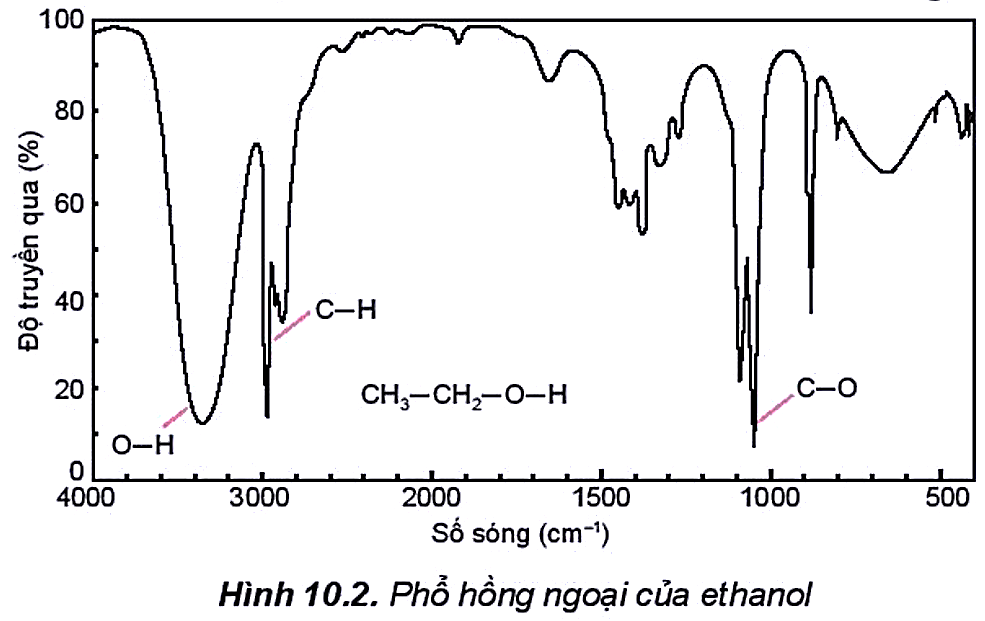 100
80
60
40
20
0
Độ truyền qua (%)
C–H
CH₃–CH₂–O–H
C–O
O–H
4000 3000 2000 1500 1000 500
Số sóng (cm⁻¹)
Hình 10.2. Phổ hồng ngoại của ethanol